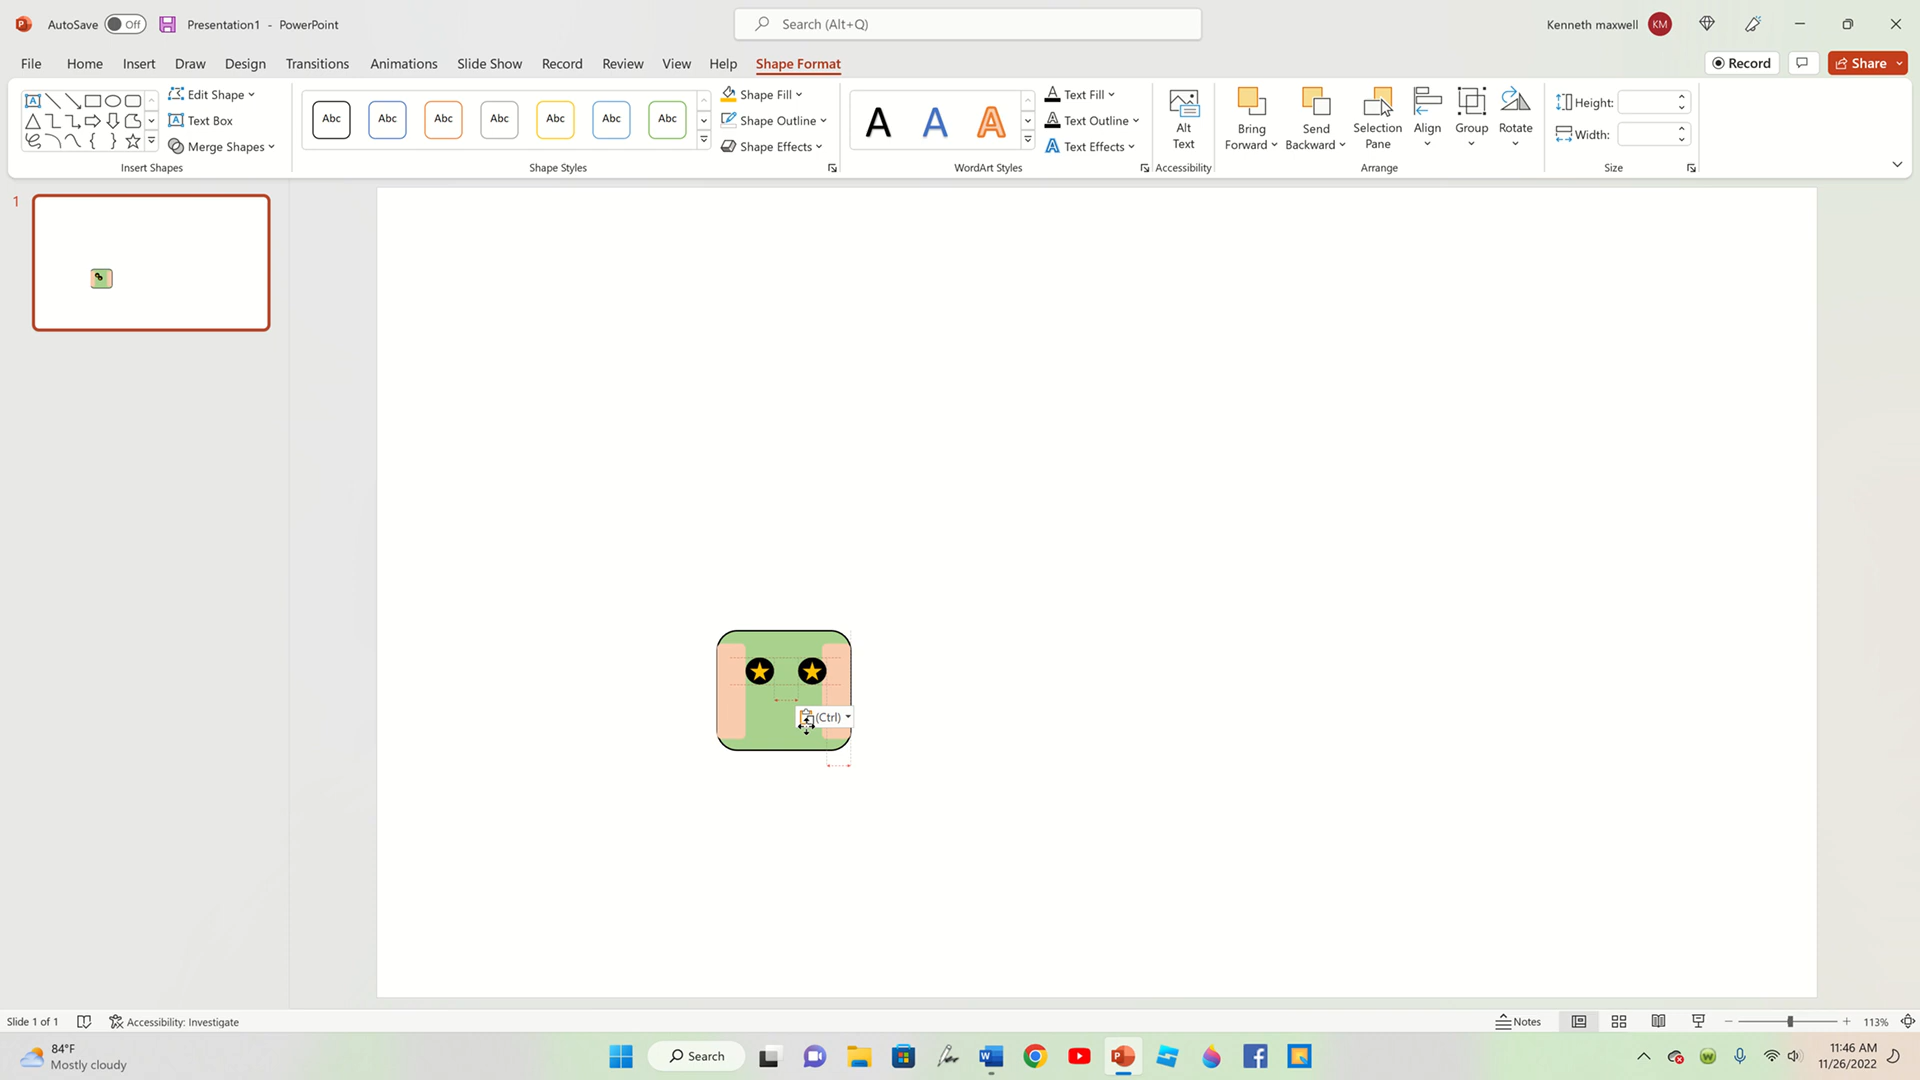 AutoSave Off Presentation1 - PowerPoint Search (Alt+Q) Kenneth maxwell KM
File Home Insert Draw Design Transitions Animations Slide Show Record Review View Help Shape Format Record Share
Edit Shape
Text Box
Merge Shapes
Insert Shapes
Abc Abc Abc Abc Abc Abc Abc
Shape Fill
Shape Outline
Shape Effects
Shape Styles
A A A
Text Fill
Text Outline
Text Effects
WordArt Styles
Alt
Text
Accessibility
Bring
Forward
Send
Backward
Selection
Pane
Align
Group
Rotate
Arrange
Height:
Width:
Size
1
(Ctrl)
Slide 1 of 1 Accessibility: Investigate Notes 113%
84°F
Mostly cloudy
Search
11:46 AM
11/26/2022